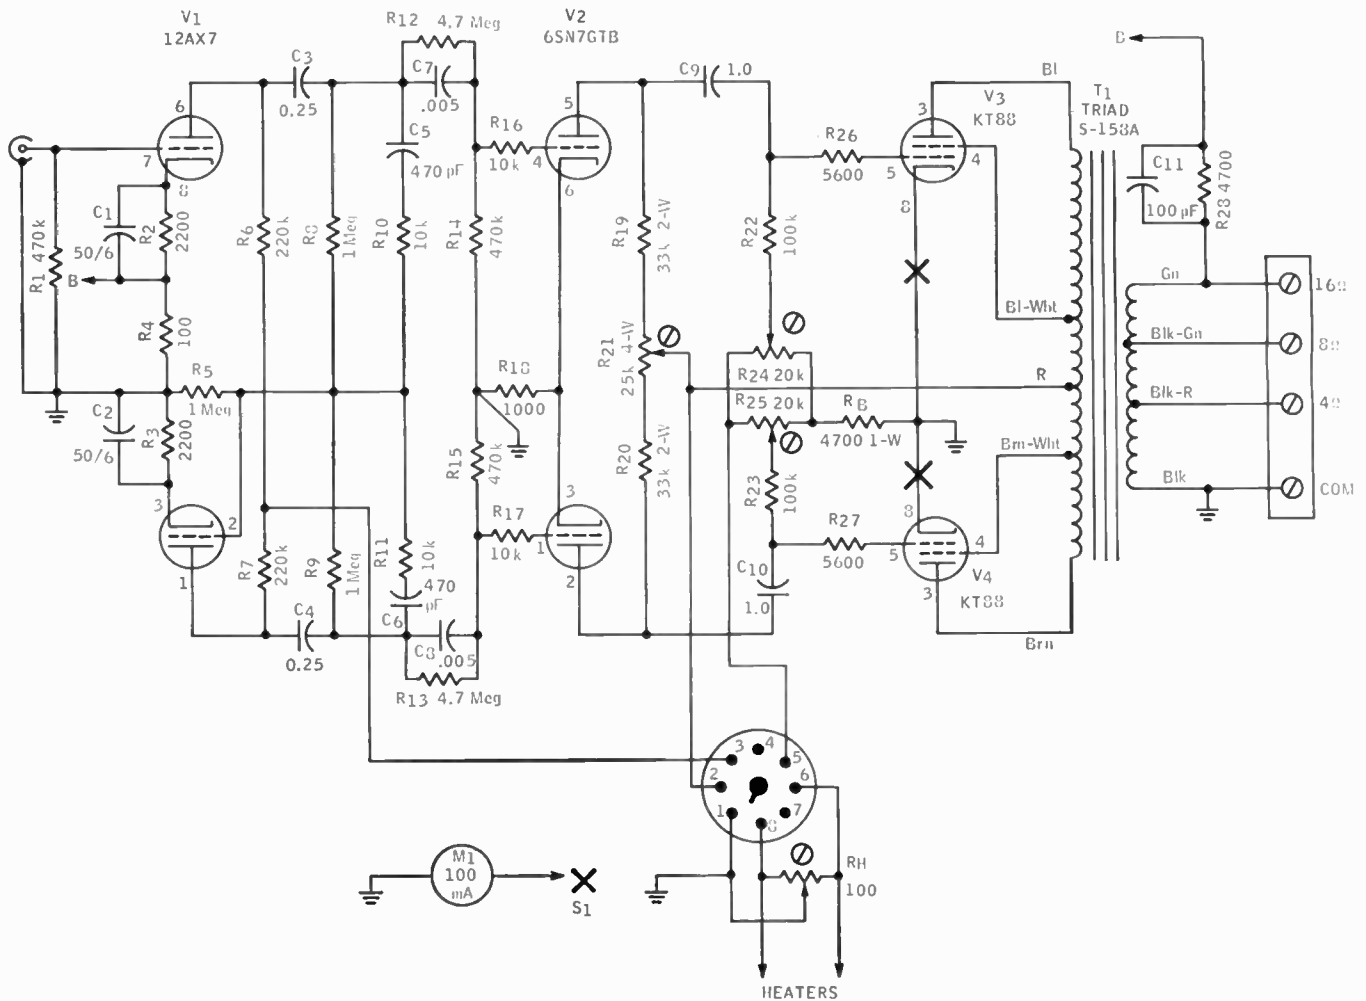 V1
12AX7
R12 4.7 Meg
V2
6SN7GTB
C3
0.25
C7
.005
C9
1.0
B
Bl
V3
KT88
T1
TRIAD
S-158A
6
7
8
C5
470 pF
R16
10k
5
4
6
R26
5600
3
5
4
8
C11
100 pF
R28 4700
C1
50/6
R2
2200
R1 470k
B
R6
220k
R8
1 Meg
R10
10k
R14
470k
R19
33k 2-W
R22
100k
Gn
16Ω
R4
100
Bl-Wht
Blk-Gn
8Ω
R21
25k 4-W
R5
1 Meg
R18
1000
R24 20k
R25 20k
R
RB
4700 1-W
Blk-R
4Ω
C2
50/6
R3
2200
R15
470k
R20
33k 2-W
R23
100k
Brn-Wht
Blk
COM
3
2
1
R7
220k
R9
1 Meg
R11
10k
470
pF
C6
R17
10k
3
1
2
R27
5600
C10
1.0
8
5
4
3
V4
KT88
C4
0.25
C8
.005
R13 4.7 Meg
Brn
3
4
5
2
6
1
8
7
M1
100
mA
S1
RH
100
HEATERS